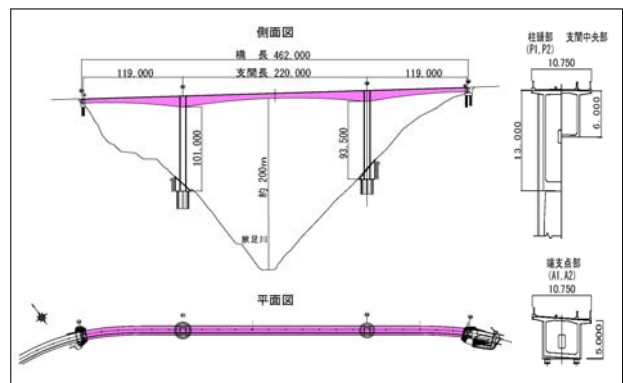 側面図
橋 長 462.000
119.000
支間長 220.000
119.000
101.000
93.500
約 200m
平面図
柱頭部
(P1, P2)
支間中央部
10.750
13.000
6.000
端支点部
(A1, A2)
10.750
5.000